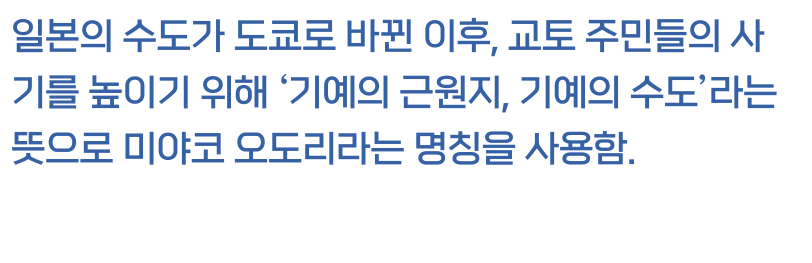 일본의 수도가 도쿄로 바뀐 이후, 교토 주민들의 사
기를 높이기 위해 ‘기예의 근원지, 기예의 수도’라는
뜻으로 미야코 오도리라는 명칭을 사용함.